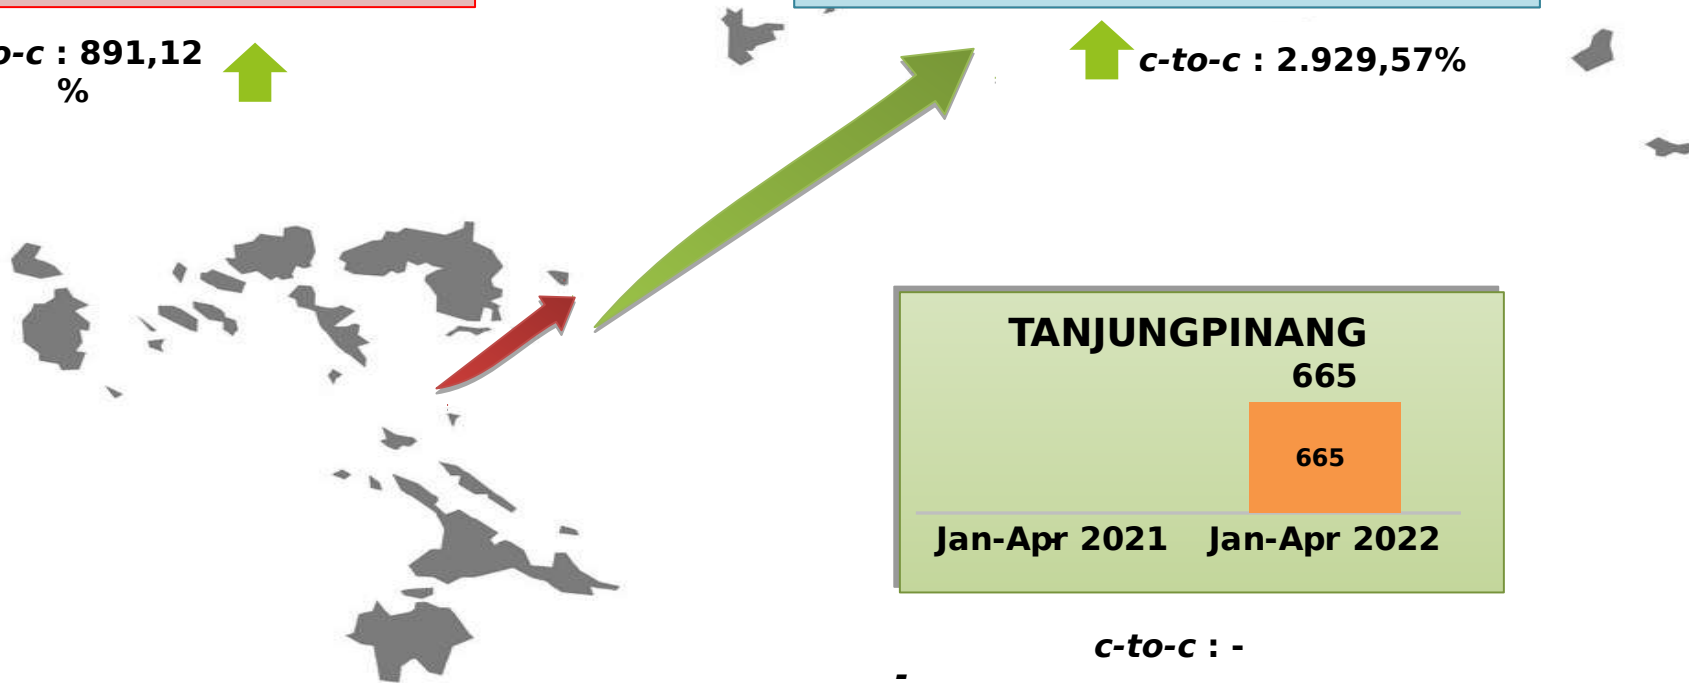 o-c : 891,12
%
c-to-c : 2.929,57%
TANJUNGPINANG
665
665
-
Jan-Apr 2021 Jan-Apr 2022
c-to-c : -
-